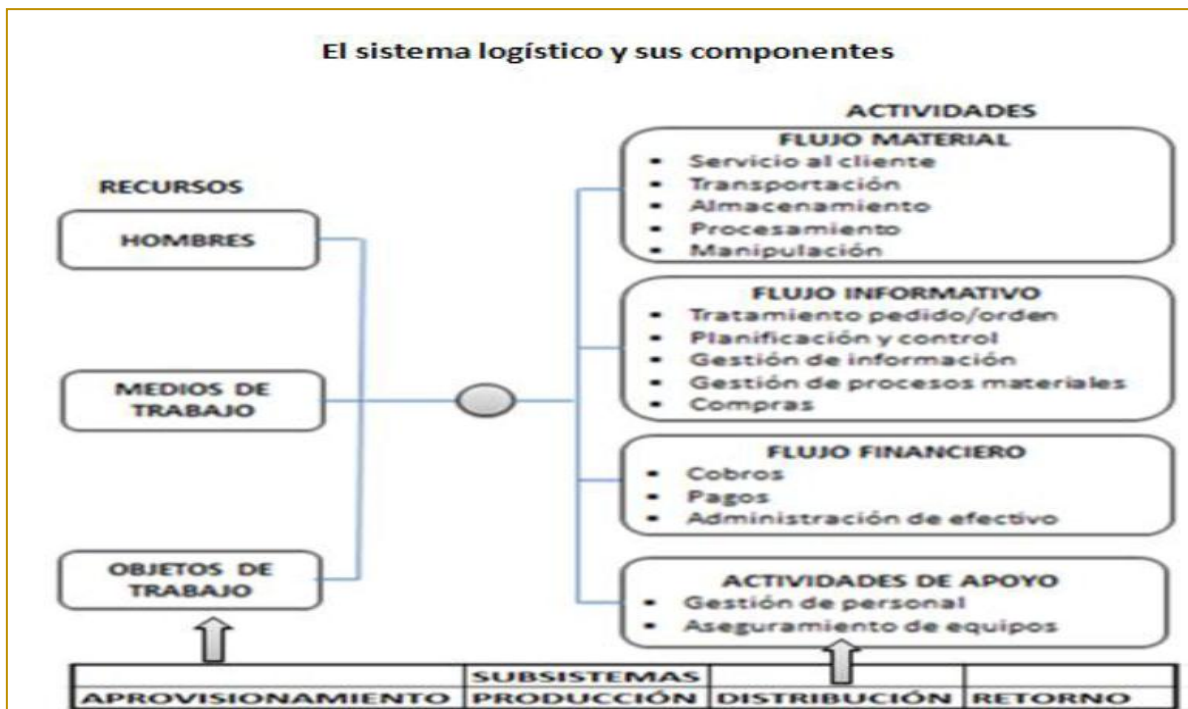 El sistema logístico y sus componentes
RECURSOS
HOMBRES
MEDIOS DE
TRABAJO
OBJETOS DE
TRABAJO
ACTIVIDADES
FLUJO MATERIAL
• Servicio al cliente
• Transportación
• Almacenamiento
• Procesamiento
• Manipulación
FLUJO INFORMATIVO
• Tratamiento pedido/orden
• Planificación y control
• Gestión de información
• Gestión de procesos materiales
• Compras
FLUJO FINANCIERO
• Cobros
• Pagos
• Administración de efectivo
ACTIVIDADES DE APOYO
• Gestión de personal
• Aseguramiento de equipos
SUBSISTEMAS
APROVISIONAMIENTO PRODUCCIÓN DISTRIBUCIÓN RETORNO